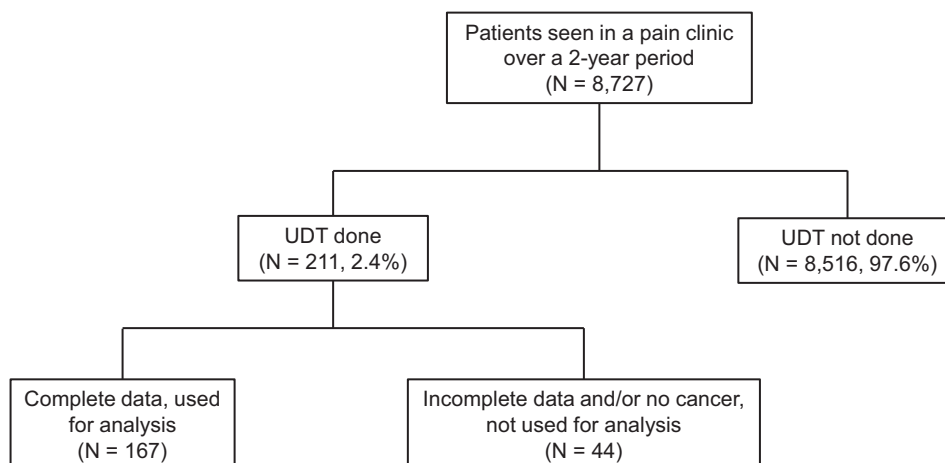 Patients seen in a pain clinic
over a 2-year period
(N = 8,727)
UDT done
(N = 211, 2.4%)
UDT not done
(N = 8,516, 97.6%)
Complete data, used
for analysis
(N = 167)
Incomplete data and/or no cancer,
not used for analysis
(N = 44)